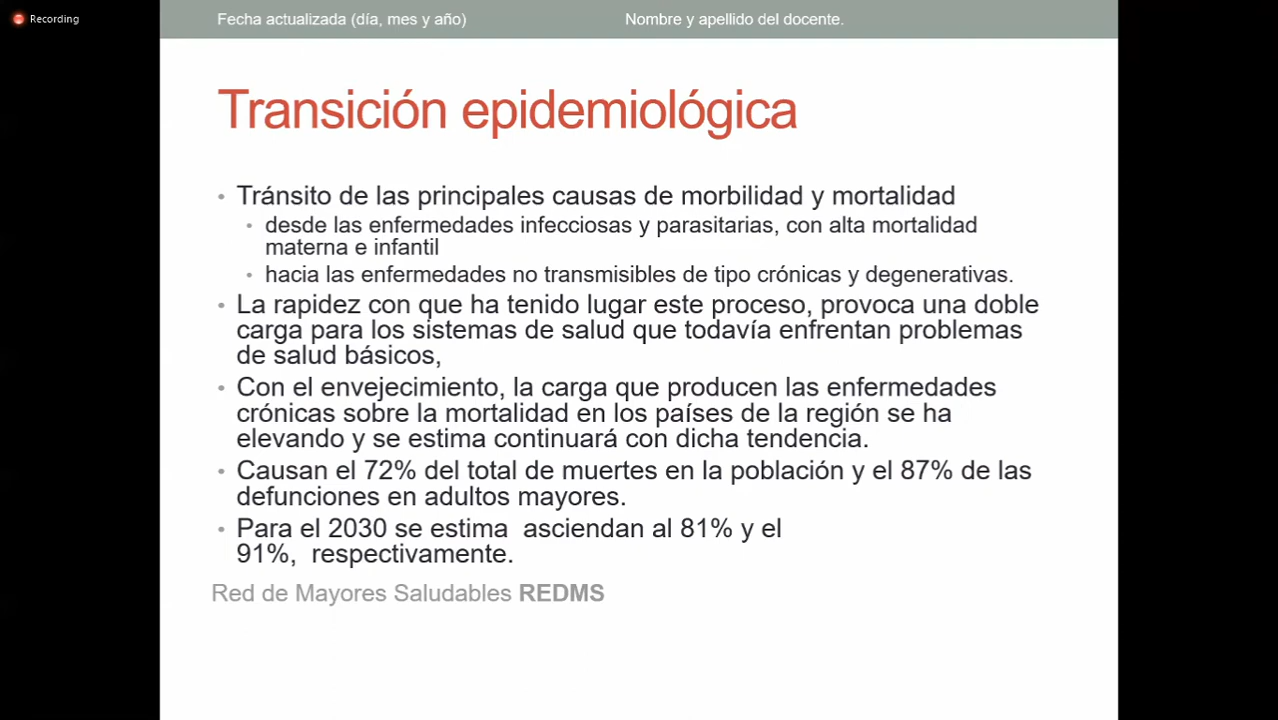 Recording
Fecha actualizada (día, mes y año) Nombre y apellido del docente.
Transición epidemiológica
• Tránsito de las principales causas de morbilidad y mortalidad
• desde las enfermedades infecciosas y parasitarias, con alta mortalidad
materna e infantil
• hacia las enfermedades no transmisibles de tipo crónicas y degenerativas.
• La rapidez con que ha tenido lugar este proceso, provoca una doble
carga para los sistemas de salud que todavía enfrentan problemas
de salud básicos,
• Con el envejecimiento, la carga que producen las enfermedades
crónicas sobre la mortalidad en los países de la región se ha
elevando y se estima continuará con dicha tendencia.
• Causan el 72% del total de muertes en la población y el 87% de las
defunciones en adultos mayores.
• Para el 2030 se estima  asciendan al 81% y el
91%,  respectivamente.
Red de Mayores Saludables REDMS